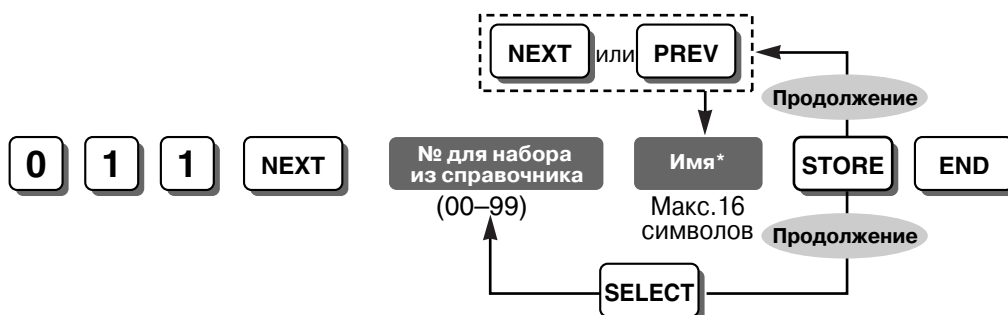 NEXT или PREV
Продолжение
0 1 1 NEXT № для набора из справочника Имя* STORE END
(00–99) Макс.16 символов
Продолжение
SELECT